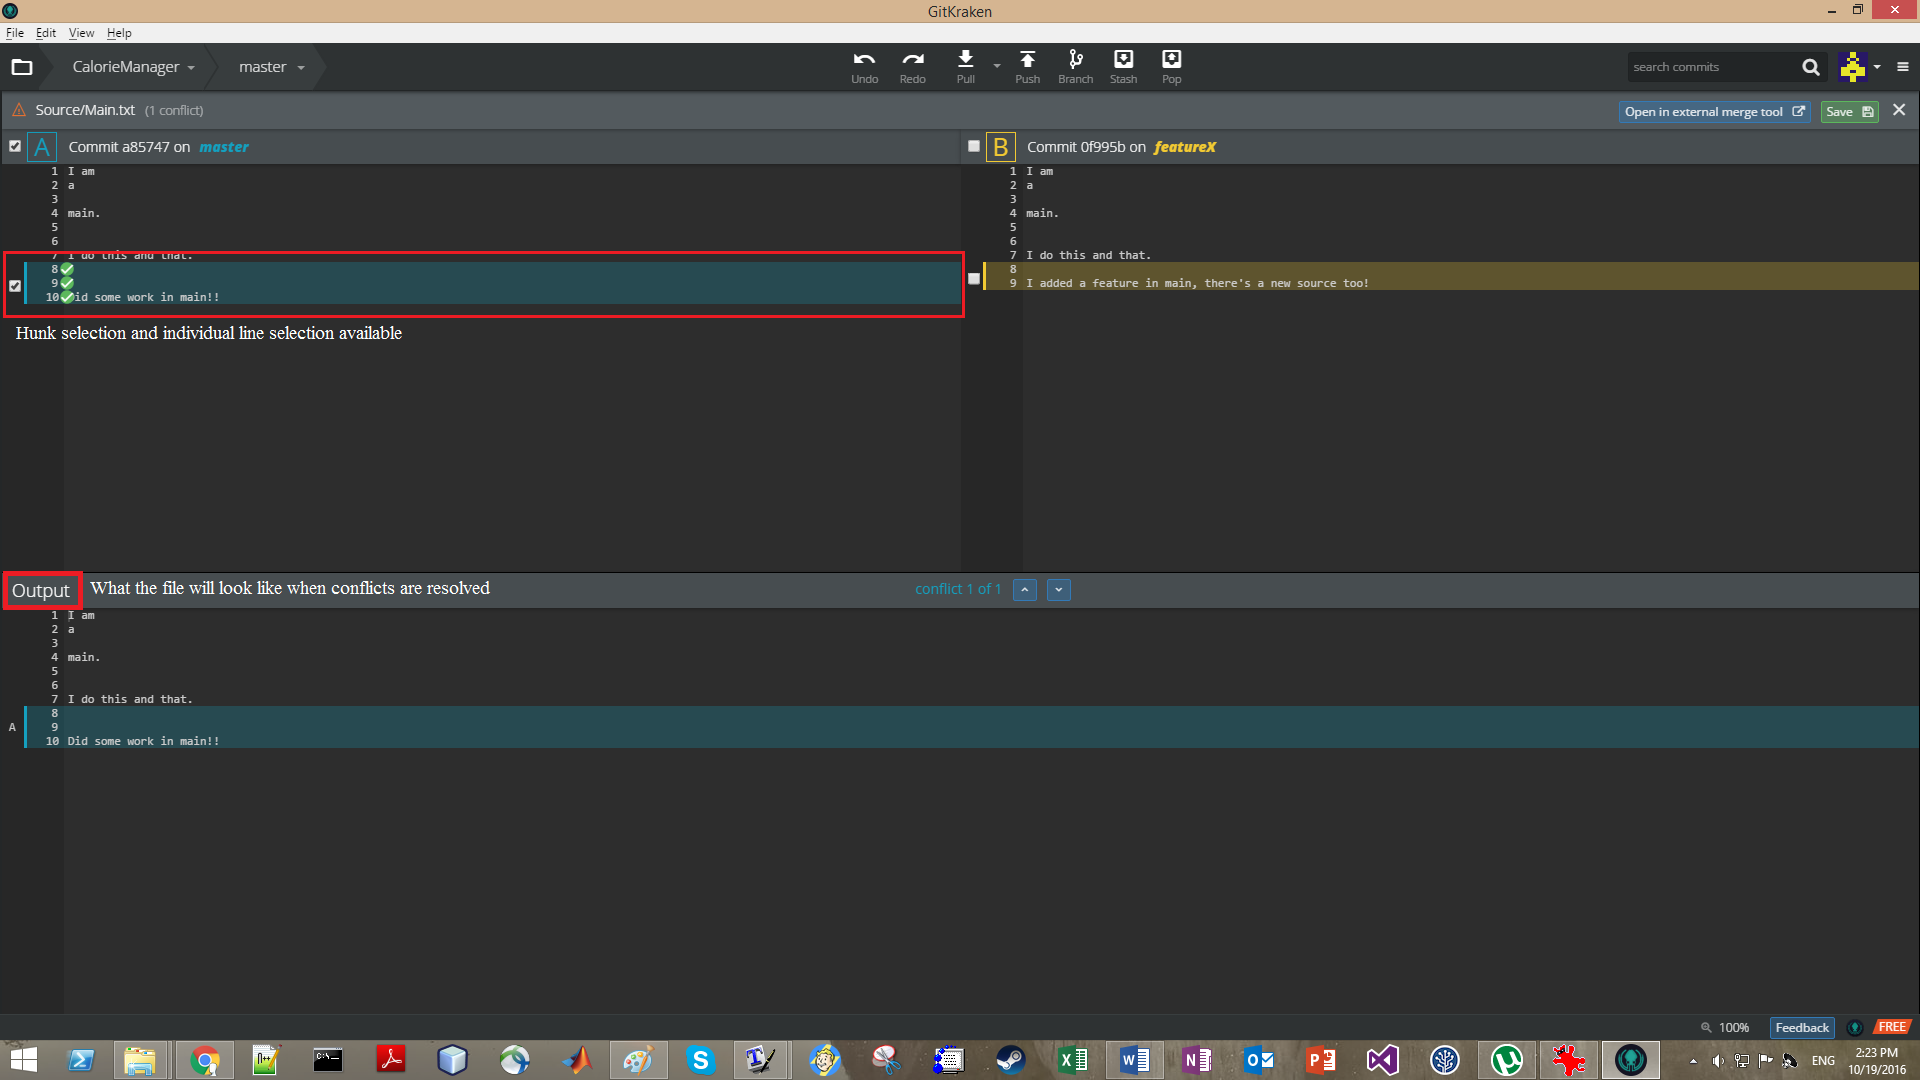 GitKraken
File Edit View Help
CalorieManager master Undo Redo Pull Push Branch Stash Pop search commits
Source/Main.txt (1 conflict) Open in external merge tool Save
A Commit a85747 on master
1 I am
2 a
3
4 main.
5
6
7 I do this and that.
8
9
10 Did some work in main!!
Hunk selection and individual line selection available
B Commit 0f995b on featureX
1 I am
2 a
3
4 main.
5
6
7 I do this and that.
8
9 I added a feature in main, there's a new source too!
Output What the file will look like when conflicts are resolved conflict 1 of 1
1 I am
2 a
3
4 main.
5
6
7 I do this and that.
8
A 9
10 Did some work in main!!
100% Feedback FREE
ENG 2:23 PM
10/19/2016